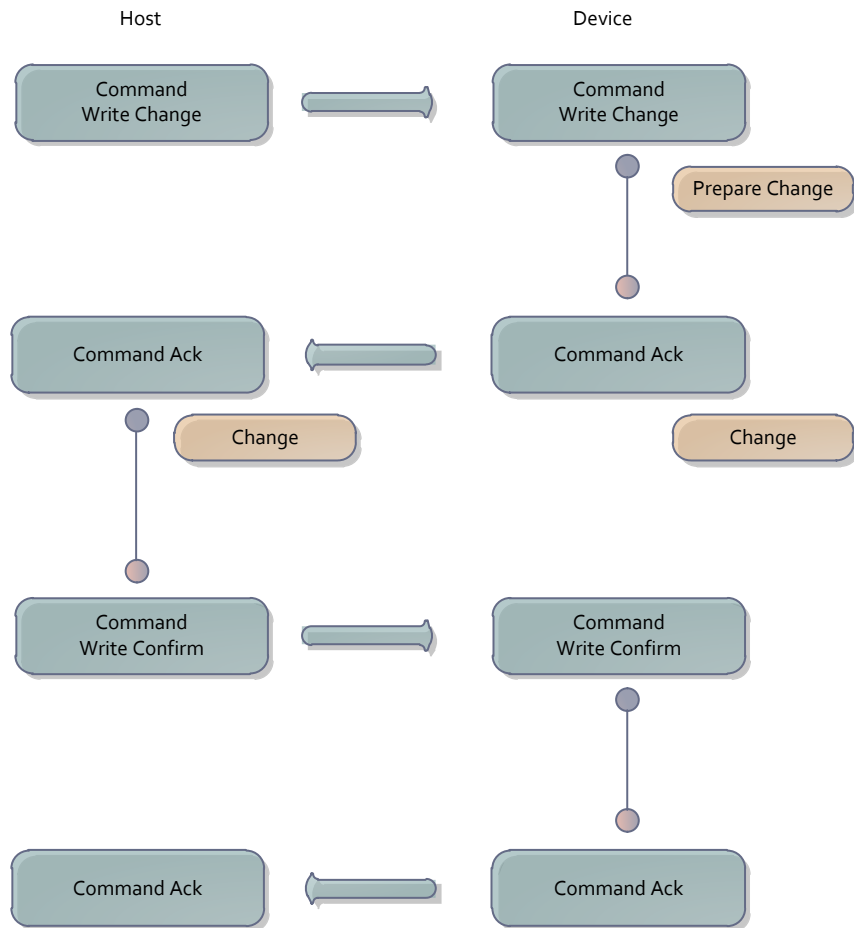 Host
Device
Command
Write Change
Command
Write Change
Prepare Change
Command Ack
Command Ack
Change
Change
Command
Write Confirm
Command
Write Confirm
Command Ack
Command Ack